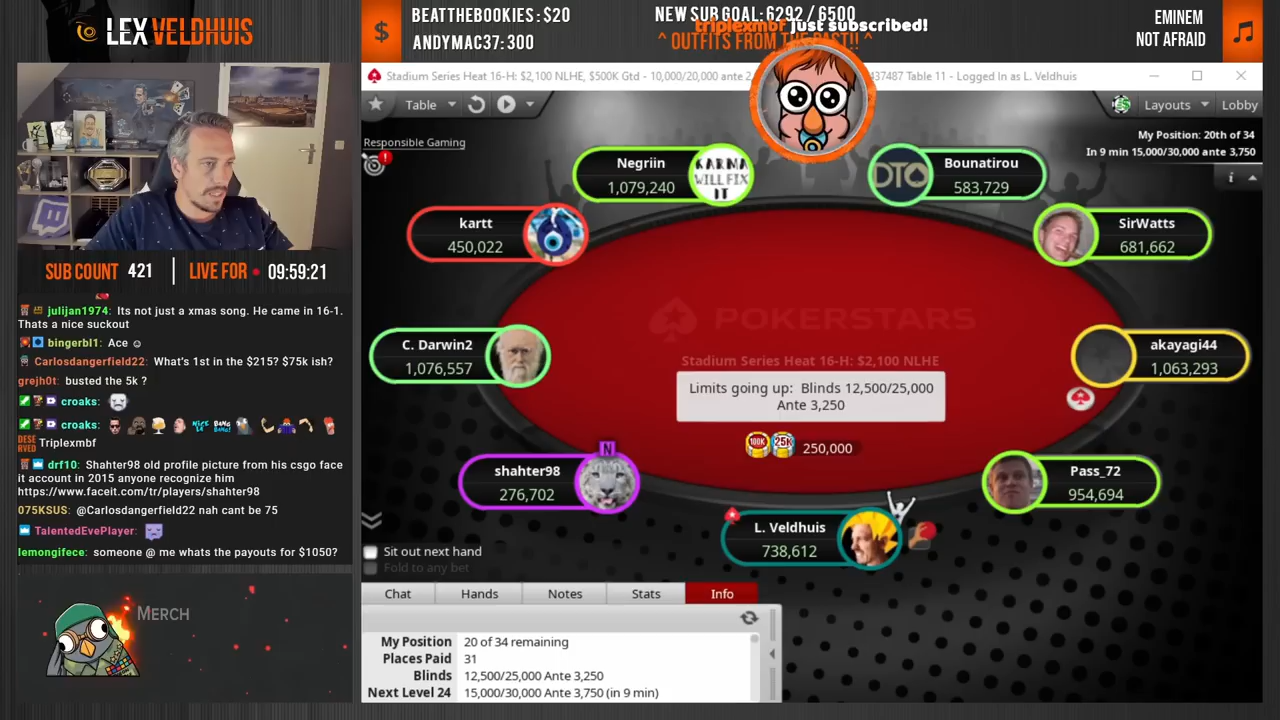 LEX VELDHUIS
$
BEATTHEBOOKIES : $20
ANDYMAC37: 300
NEW SUB GOAL: 6292 / 6500
triplexmbr just subscribed!
^ OUTFITS FROM THE PAST!! ^
EMINEM
NOT AFRAID
Stadium Series Heat 16-H: $2,100 NLHE, $500K Gtd - 10,000/20,000 ante 2
437487 Table 11 - Logged In as L. Veldhuis
Table
Layouts
Lobby
Responsible Gaming
My Position: 20th of 34
In 9 min 15,000/30,000 ante 3,750
Negriin
1,079,240
KARMA
WILL FIX
IT
DTO
Bounatirou
583,729
kartt
450,022
SirWatts
681,662
C. Darwin2
1,076,557
akayagi44
1,063,293
POKERSTARS
Stadium Series Heat 16-H: $2,100 NLHE
Limits going up: Blinds 12,500/25,000
Ante 3,250
100K
25K
250,000
N
shahter98
276,702
Pass_72
954,694
L. Veldhuis
738,612
Sit out next hand
Fold to any bet
Chat
Hands
Notes
Stats
Info
My Position 20 of 34 remaining
Places Paid 31
Blinds 12,500/25,000 Ante 3,250
Next Level 24 15,000/30,000 Ante 3,750 (in 9 min)
SUB COUNT 421
LIVE FOR 09:59:21
julijan1974: Its not just a xmas song. He came in 16-1.
Thats a nice suckout
bingerbl1: Ace
Carlosdangerfield22: What's 1st in the $215? $75k ish?
grejh0t: busted the 5k ?
croaks:
croaks:
DESERVED Triplexmbf
drf10: Shahter98 old profile picture from his csgo face
it account in 2015 anyone recognize him
https://www.faceit.com/tr/players/shahter98
075KSUS: @Carlosdangerfield22 nah cant be 75
TalentedEvePlayer:
lemongifece: someone @ me whats the payouts for $1050?
MERCH